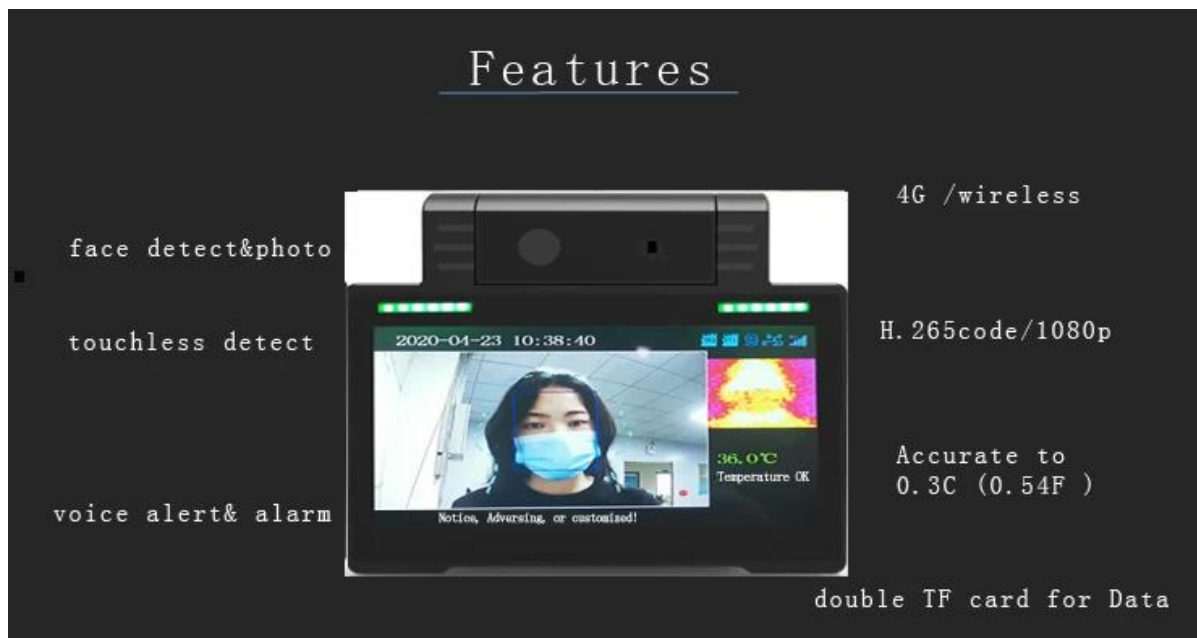 Features
4G /wireless
face detect&photo
touchless detect
H.265code/1080p
2020-04-23 10:38:40
36.0℃
Temperature OK
Accurate to
0.3C (0.54F )
voice alert& alarm
Notice, Adversing, or customized!
double TF card for Data